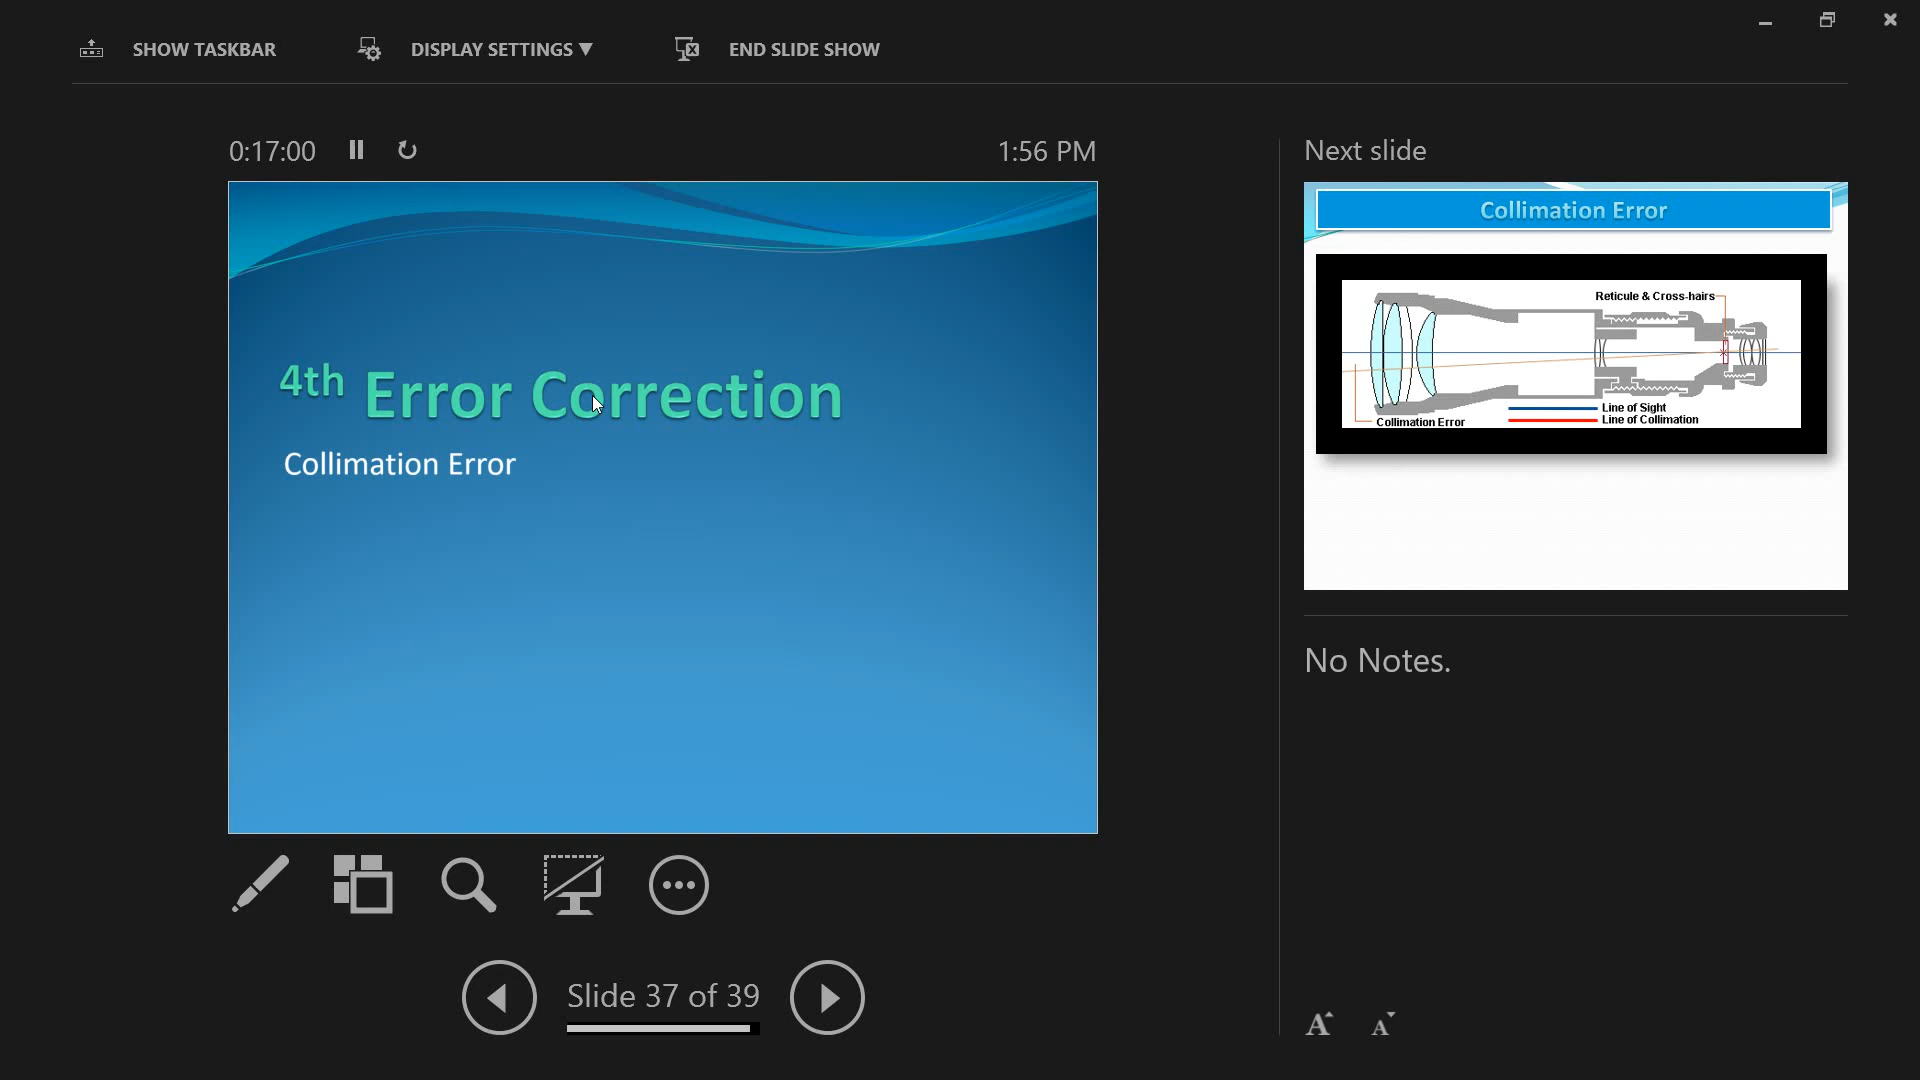 SHOW TASKBAR
DISPLAY SETTINGS ▼
END SLIDE SHOW
0:17:00
1:56 PM
4th Error Correction
Collimation Error
Slide 37 of 39
Next slide
Collimation Error
Reticule & Cross-hairs
Line of Sight
Line of Collimation
Collimation Error
No Notes.
A A